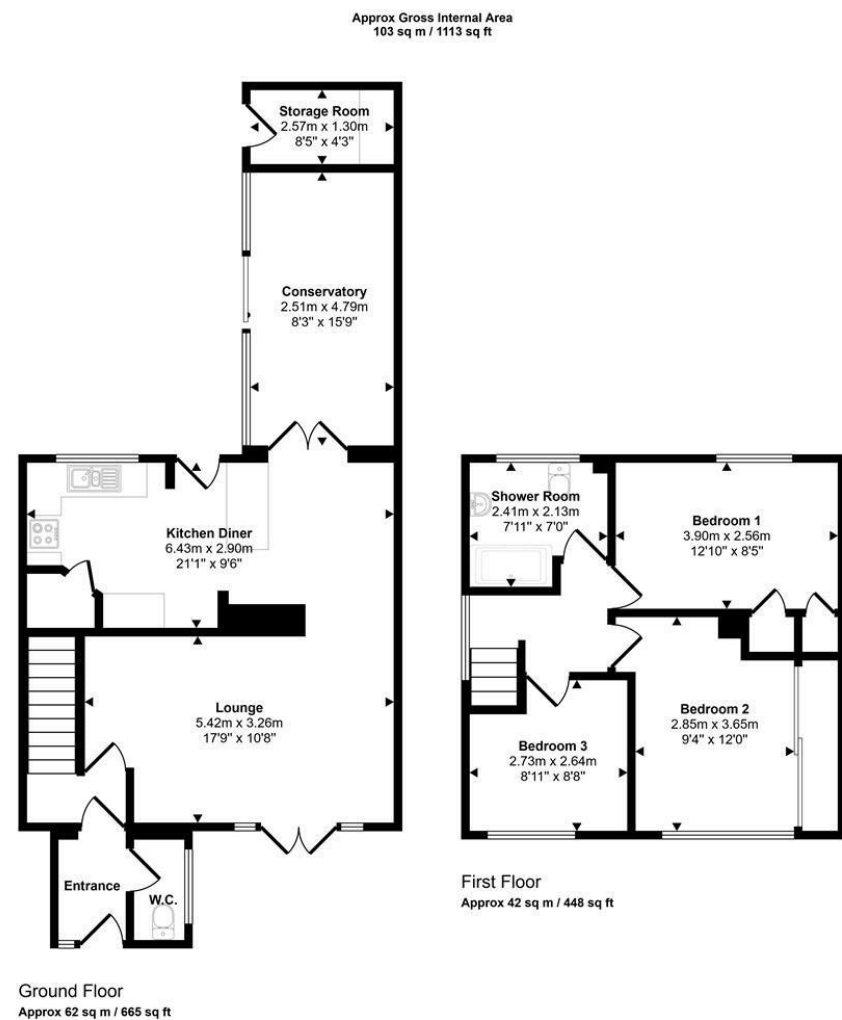 Approx Gross Internal Area
103 sq m / 1113 sq ft
Storage Room
2.57m x 1.30m
8'5" x 4'3"
Conservatory
2.51m x 4.79m
8'3" x 15'9"
Kitchen Diner
6.43m x 2.90m
21'1" x 9'6"
Lounge
5.42m x 3.26m
17'9" x 10'8"
Entrance
W.C.
Ground Floor
Approx 62 sq m / 665 sq ft
Shower Room
2.41m x 2.13m
7'11" x 7'0"
Bedroom 1
3.90m x 2.56m
12'10" x 8'5"
Bedroom 2
2.85m x 3.65m
9'4" x 12'0"
Bedroom 3
2.73m x 2.64m
8'11" x 8'8"
First Floor
Approx 42 sq m / 448 sq ft